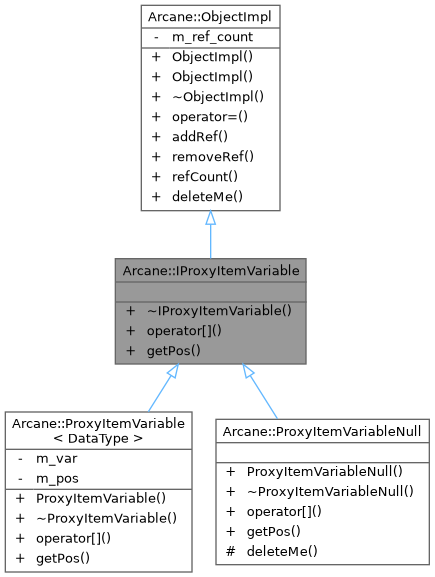 Arcane::ObjectImpl
- m_ref_count
+ ObjectImpl()
+ ObjectImpl()
+ ~ObjectImpl()
+ operator=()
+ addRef()
+ removeRef()
+ refCount()
+ deleteMe()
Arcane::IProxyItemVariable
+ ~IProxyItemVariable()
+ operator[]()
+ getPos()
Arcane::ProxyItemVariable
< DataType >
- m_var
- m_pos
+ ProxyItemVariable()
+ ~ProxyItemVariable()
+ operator[]()
+ getPos()
Arcane::ProxyItemVariableNull
+ ProxyItemVariableNull()
+ ~ProxyItemVariableNull()
+ operator[]()
+ getPos()
# deleteMe()